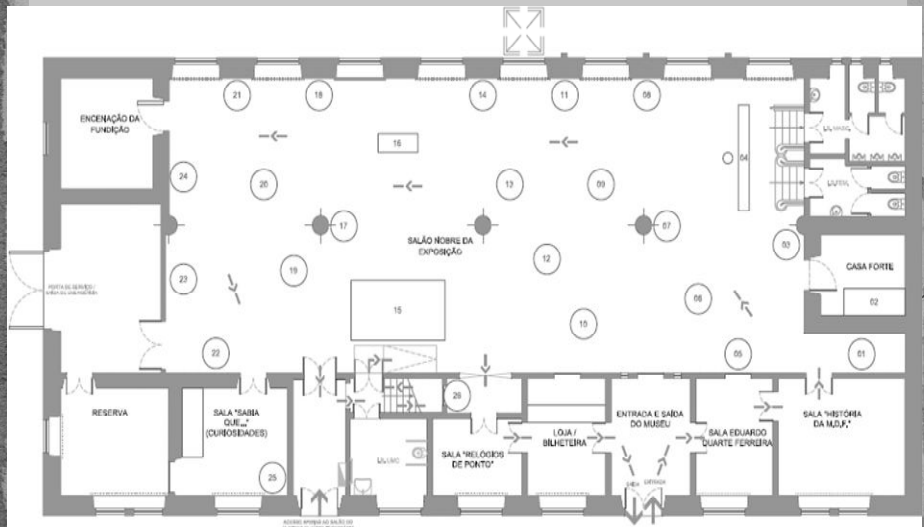 21
18
14
11
08
ENCENAÇÃO DA
FUNDIÇÃO
16
04
24
20
13
09
17
07
03
SALÃO NOBRE DA
EXPOSIÇÃO
12
19
23
CASA FORTE
02
06
15
10
22
05
01
26
RESERVA
SALA "SABIA
QUE..."
(CURIOSIDADES)
25
SALA "RELÓGIOS
DE PONTO"
LOJA /
BILHETEIRA
ENTRADA E SAÍDA
DO MUSEU
SALA EDUARDO
DUARTE FERREIRA
SALA "HISTÓRIA
DA M.D.F."
SAÍDA
ENTRADA